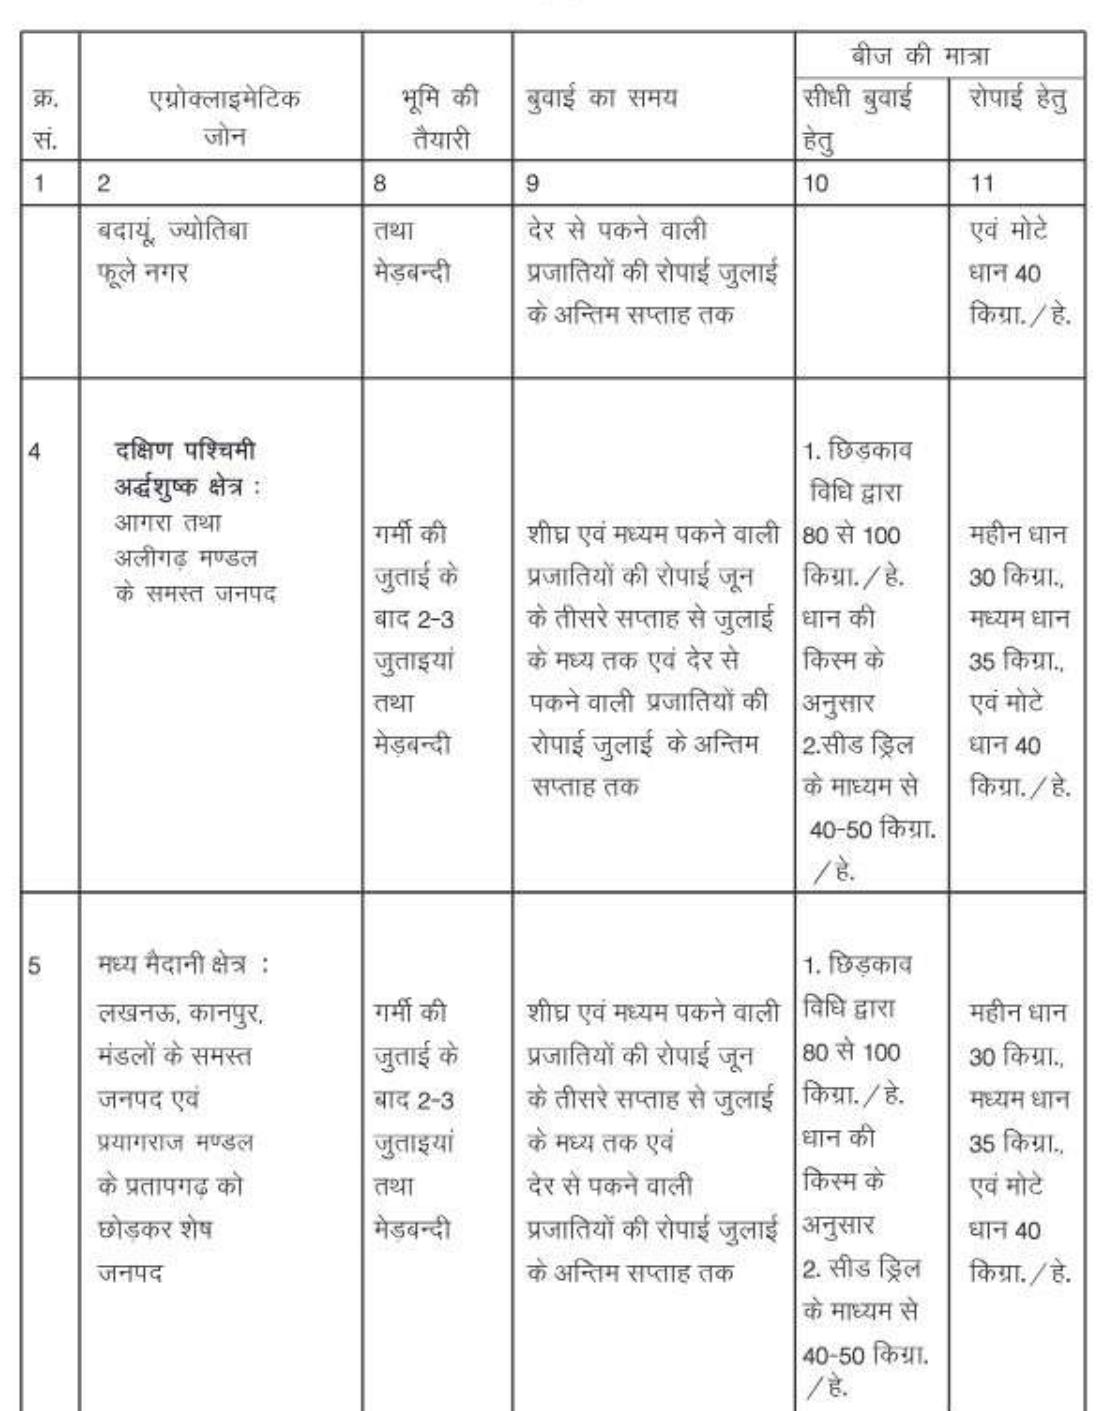 बीज की मात्रा
क्र. सं.
एग्रोक्लाइमेटिक
जोन
भूमि की
तैयारी
बुवाई का समय
सीधी बुवाई
हेतु
रोपाई हेतु
1 2 8 9 10 11
बदायूं, ज्योतिबा
फूले नगर
तथा
मेड़बन्दी
देर से पकने वाली
प्रजातियों की रोपाई जुलाई
के अन्तिम सप्ताह तक
एवं मोटे
धान 40
किग्रा./हे.
4
दक्षिण पश्चिमी
अर्द्धशुष्क क्षेत्र :
आगरा तथा
अलीगढ़ मण्डल
के समस्त जनपद
गर्मी की
जुताई के
बाद 2-3
जुताइयां
तथा
मेड़बन्दी
शीघ्र एवं मध्यम पकने वाली
प्रजातियों की रोपाई जून
के तीसरे सप्ताह से जुलाई
के मध्य तक एवं देर से
पकने वाली प्रजातियों की
रोपाई जुलाई के अन्तिम
सप्ताह तक
1. छिड़काव
विधि द्वारा
80 से 100
किग्रा./हे.
धान की
किस्म के
अनुसार
2.सीड ड्रिल
के माध्यम से
40-50 किग्रा.
/हे.
महीन धान
30 किग्रा.,
मध्यम धान
35 किग्रा.,
एवं मोटे
धान 40
किग्रा./हे.
5
मध्य मैदानी क्षेत्र :
लखनऊ, कानपुर,
मंडलों के समस्त
जनपद एवं
प्रयागराज मण्डल
के प्रतापगढ़ को
छोड़कर शेष
जनपद
गर्मी की
जुताई के
बाद 2-3
जुताइयां
तथा
मेडबन्दी
शीघ्र एवं मध्यम पकने वाली
प्रजातियों की रोपाई जून
के तीसरे सप्ताह से जुलाई
के मध्य तक एवं
देर से पकने वाली
प्रजातियों की रोपाई जुलाई
के अन्तिम सप्ताह तक
1. छिड़काव
विधि द्वारा
80 से 100
किग्रा./हे.
धान की
किस्म के
अनुसार
2. सीड ड्रिल
के माध्यम से
40-50 किग्रा.
/हे.
महीन धान
30 किग्रा.,
मध्यम धान
35 किग्रा.,
एवं मोटे
धान 40
किग्रा./हे.